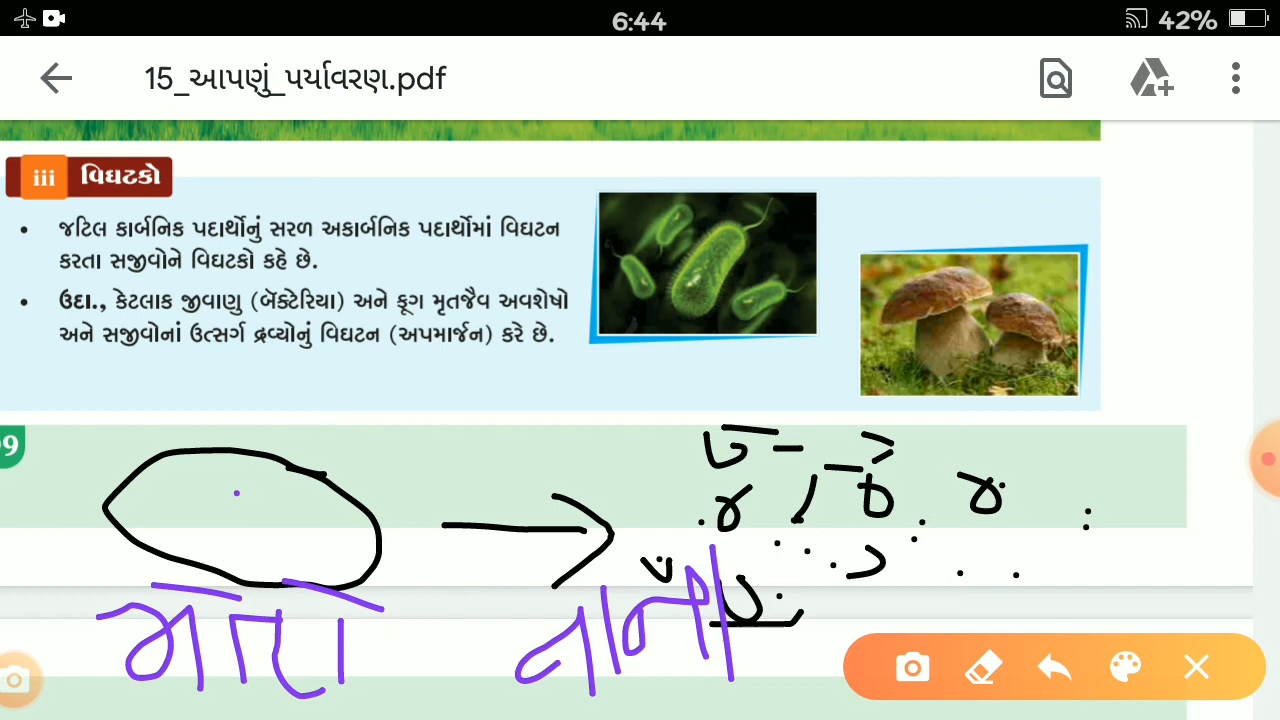 6:44
42%
15_આપણું_પર્યાવરણ.pdf
iii વિઘટકો
• જટિલ કાર્બનિક પદાર્થોનું સરળ અકાર્બનિક પદાર્થોમાં વિઘટન
કરતા સજીવોને વિઘટકો કહે છે.
• ઉદા., કેટલાક જીવાણુ (બૅક્ટેરિયા) અને ફૂગ મૃતજૈવ અવશેષો
અને સજીવોનાં ઉત્સર્ગ દ્રવ્યોનું વિઘટન (અપમાર્જન) કરે છે.